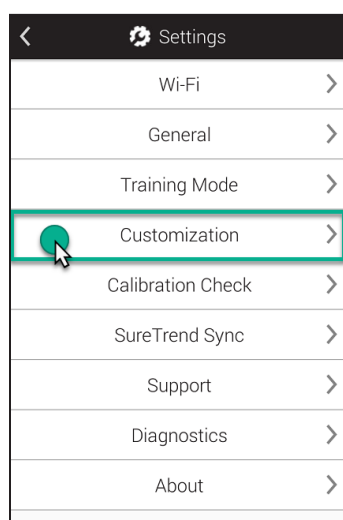 Settings
Wi-Fi
General
Training Mode
Customization
Calibration Check
SureTrend Sync
Support
Diagnostics
About